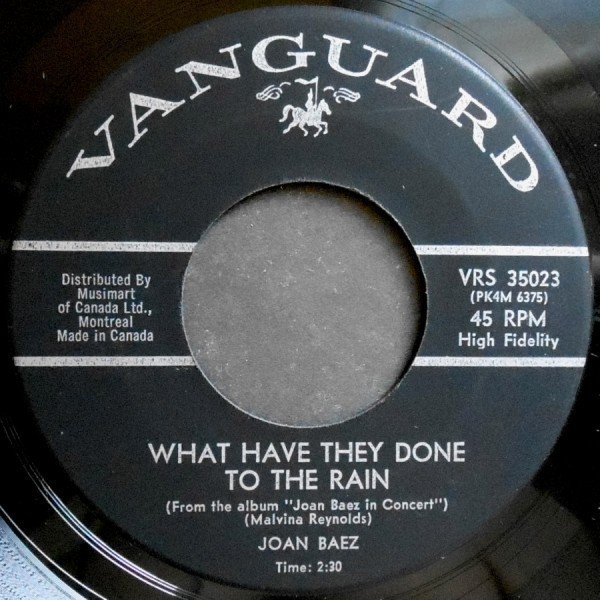 VANGUARD
Distributed By
Musimart
of Canada Ltd.,
Montreal
Made in Canada
VRS 35023
(PK4M 6375)
45 RPM
High Fidelity
WHAT HAVE THEY DONE
TO THE RAIN
(From the album "Joan Baez in Concert")
(Malvina Reynolds)
JOAN BAEZ
Time: 2:30